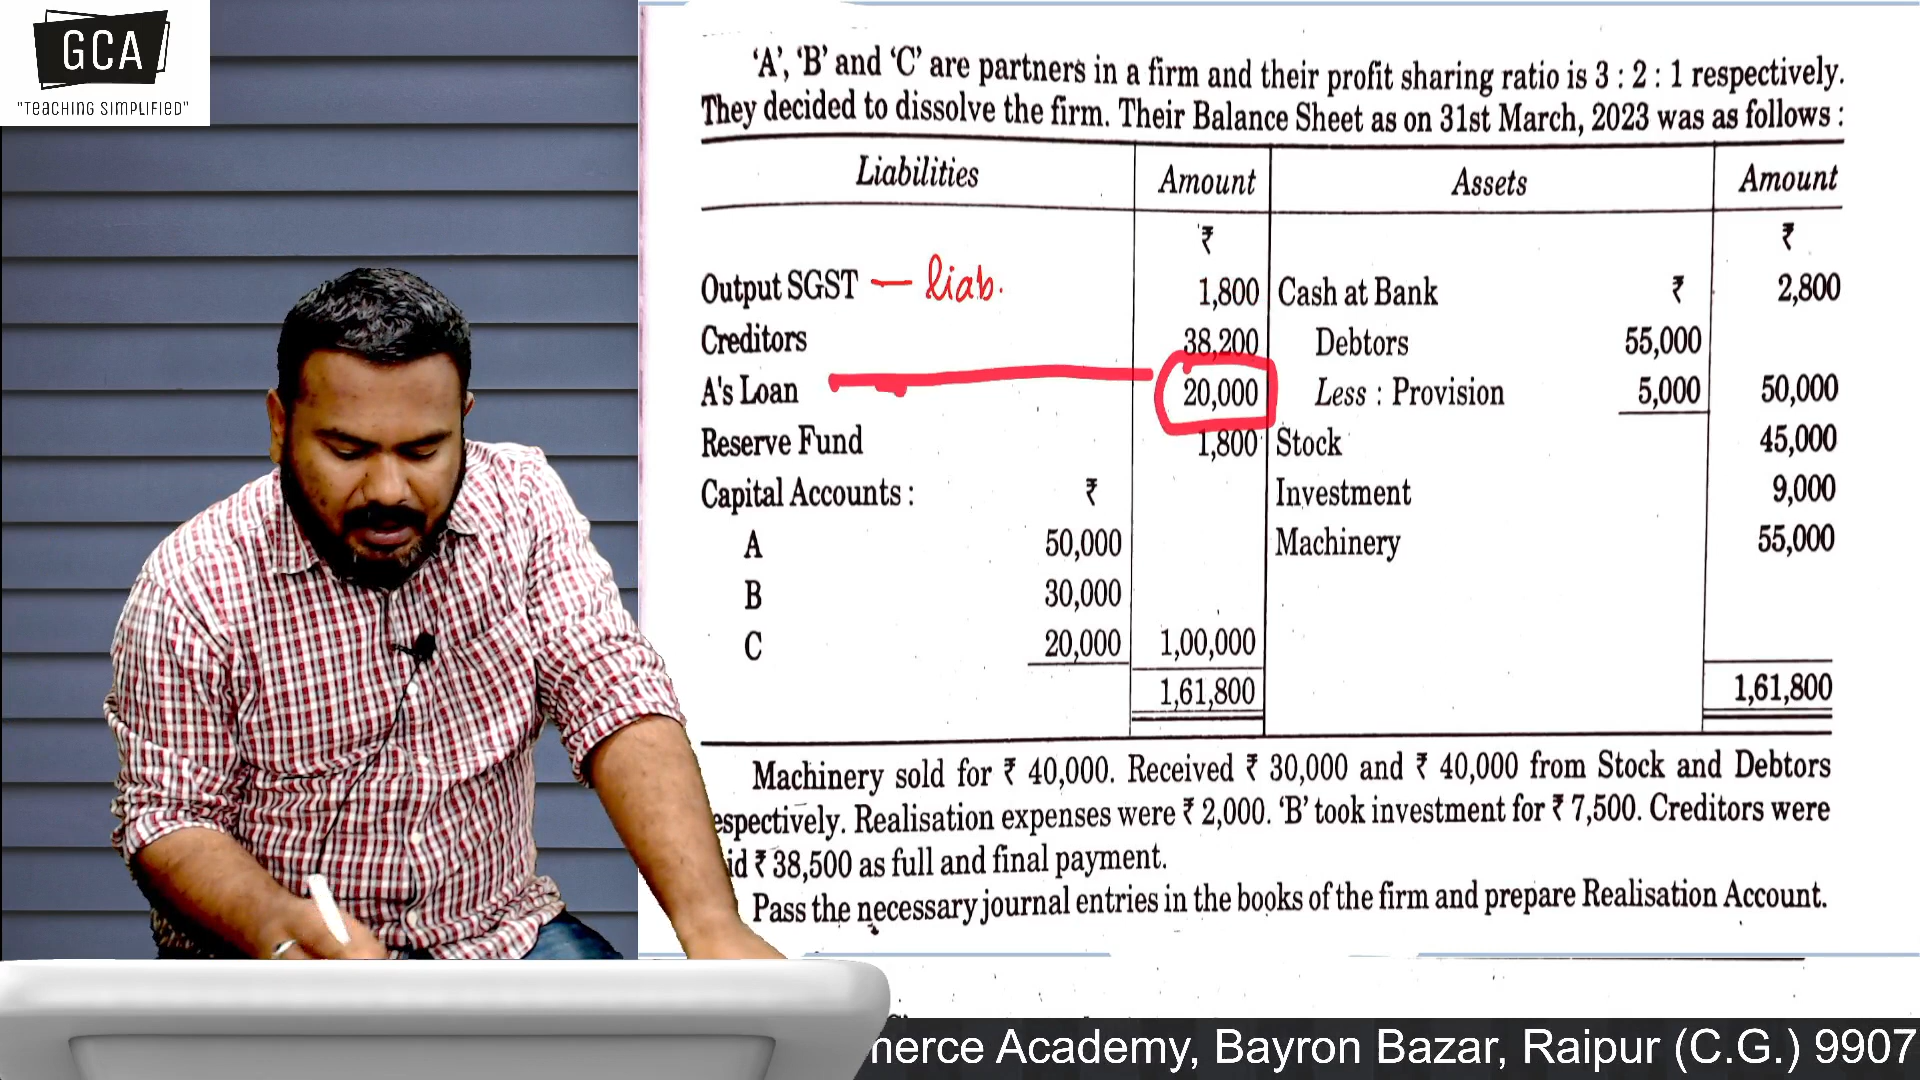 GCA
"TEACHING SIMPLIFIED"
'A', 'B' and 'C' are partners in a firm and their profit sharing ratio is 3 : 2 : 1 respectively.
They decided to dissolve the firm. Their Balance Sheet as on 31st March, 2023 was as follows :
Liabilities Amount Assets Amount
₹ ₹
Output SGST — liab. 1,800 Cash at Bank ₹ 2,800
Creditors 38,200 Debtors 55,000
A's Loan 20,000 Less : Provision 5,000 50,000
Reserve Fund 1,800 Stock 45,000
Capital Accounts : ₹ Investment 9,000
A 50,000 Machinery 55,000
B 30,000
C 20,000 1,00,000
1,61,800 1,61,800
Machinery sold for ₹ 40,000. Received ₹ 30,000 and ₹ 40,000 from Stock and Debtors
espectively. Realisation expenses were ₹ 2,000. 'B' took investment for ₹ 7,500. Creditors were
id ₹ 38,500 as full and final payment.
Pass the necessary journal entries in the books of the firm and prepare Realisation Account.
merce Academy, Bayron Bazar, Raipur (C.G.) 9907